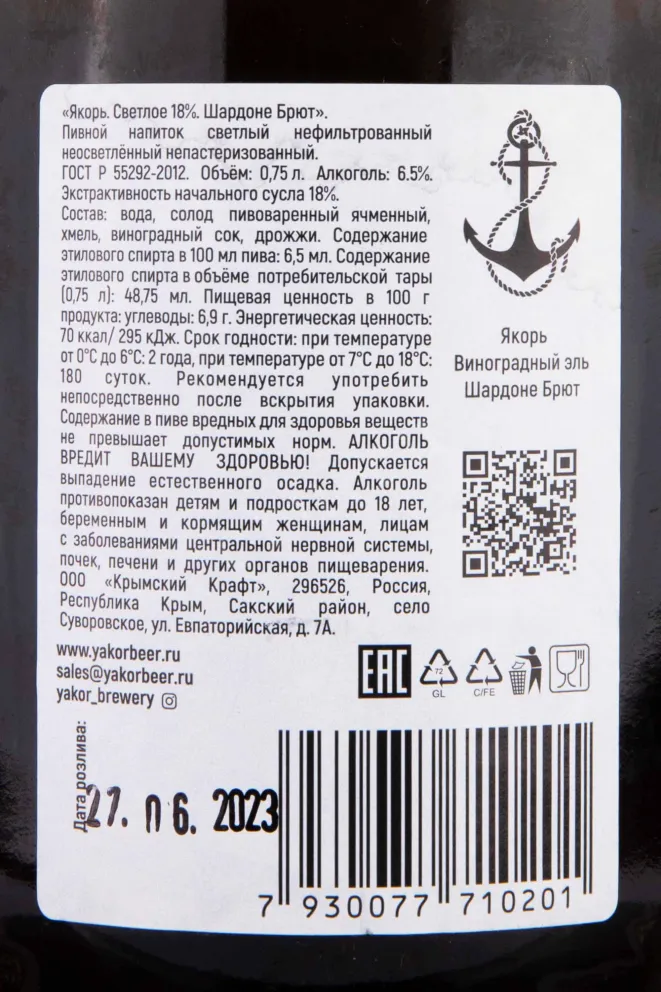 «Якорь. Светлое 18%. Шардоне Брют».
Пивной напиток светлый нефильтрованный
неосветлённый непастеризованный.
ГОСТ Р 55292-2012. Объём: 0,75 л. Алкоголь: 6.5%.
Экстрактивность начального сусла 18%.
Состав: вода, солод пивоваренный ячменный,
хмель, виноградный сок, дрожжи. Содержание
этилового спирта в 100 мл пива: 6,5 мл. Содержание
этилового спирта в объёме потребительской тары
(0,75 л): 48,75 мл. Пищевая ценность в 100 г
продукта: углеводы: 6,9 г. Энергетическая ценность:
70 ккал/ 295 кДж. Срок годности: при температуре
от 0°С до 6°С: 2 года, при температуре от 7°С до 18°С:
180 суток. Рекомендуется употребить
непосредственно после вскрытия упаковки.
Содержание в пиве вредных для здоровья веществ
не превышает допустимых норм. АЛКОГОЛЬ
ВРЕДИТ ВАШЕМУ ЗДОРОВЬЮ! Допускается
выпадение естественного осадка. Алкоголь
противопоказан детям и подросткам до 18 лет,
беременным и кормящим женщинам, лицам
с заболеваниями центральной нервной системы,
почек, печени и других органов пищеварения.
ООО «Крымский Крафт», 296526, Россия,
Республика Крым, Сакский район, село
Суворовское, ул. Евпаторийская, д. 7А.
www.yakorbeer.ru
sales@yakorbeer.ru
yakor_brewery
Якорь
Виноградный эль
Шардоне Брют
EAC
72
GL
C/FE
Дата розлива:
27. 06. 2023
7 930077 710201